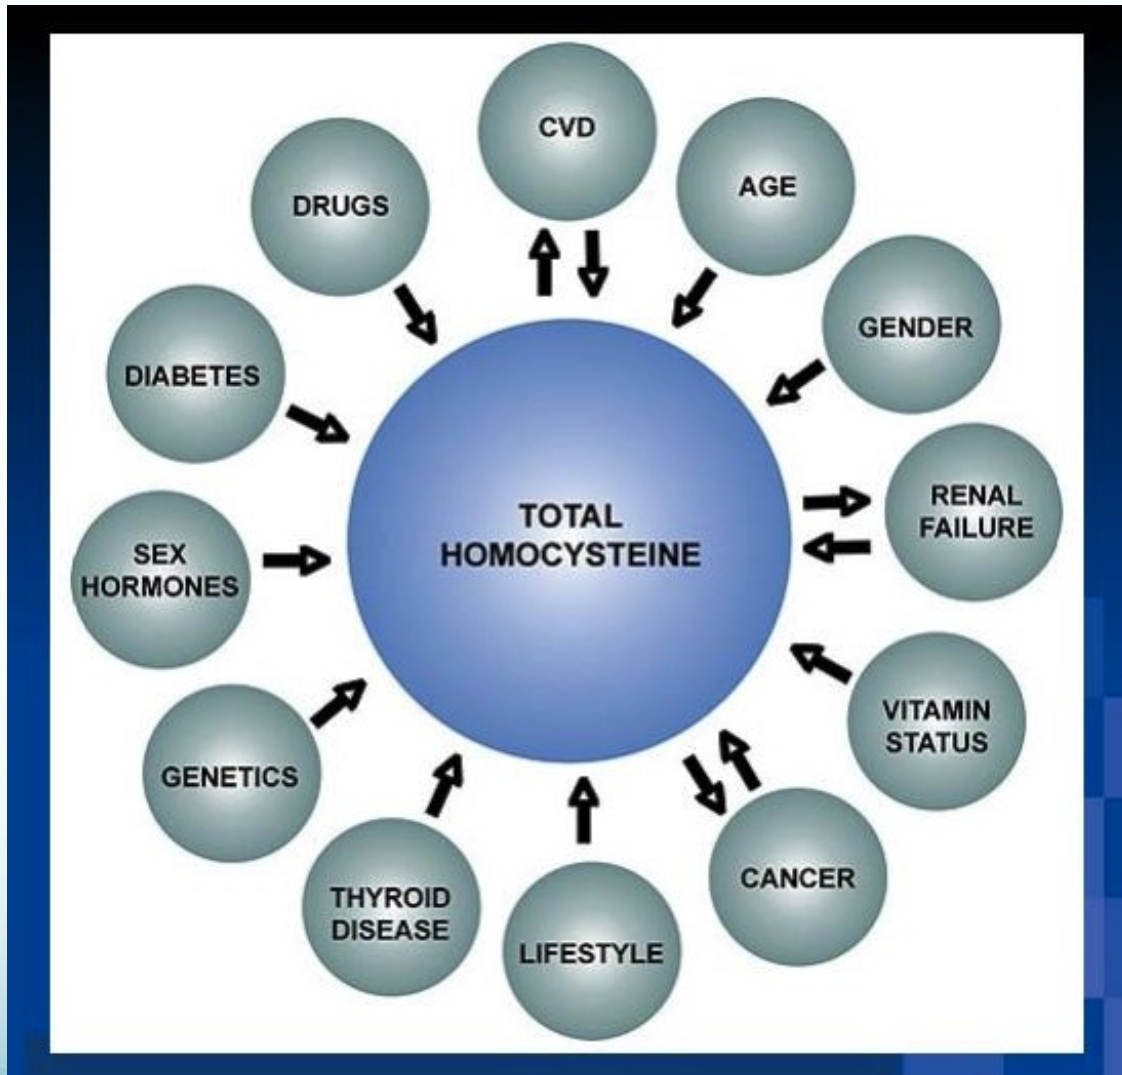 CVD
AGE
DRUGS
GENDER
DIABETES
RENAL
FAILURE
TOTAL
HOMOCYSTEINE
SEX
HORMONES
VITAMIN
STATUS
GENETICS
CANCER
THYROID
DISEASE
LIFESTYLE